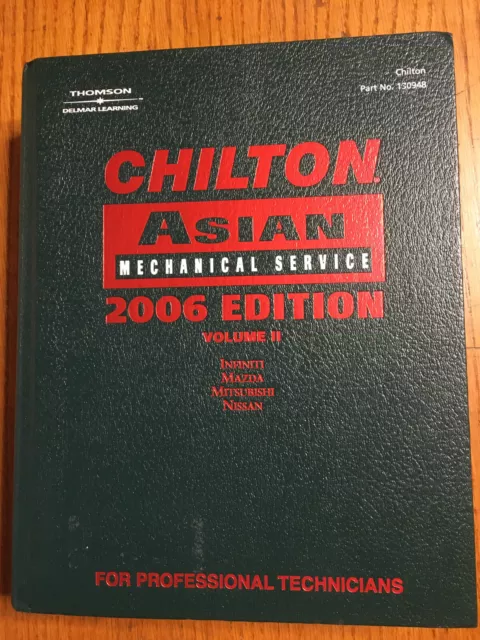 THOMSON
DELMAR LEARNING
Chilton
Part No. 130948
CHILTON
ASIAN
MECHANICAL SERVICE
2006 EDITION
VOLUME II
INFINITI
MAZDA
MITSUBISHI
NISSAN
FOR PROFESSIONAL TECHNICIANS